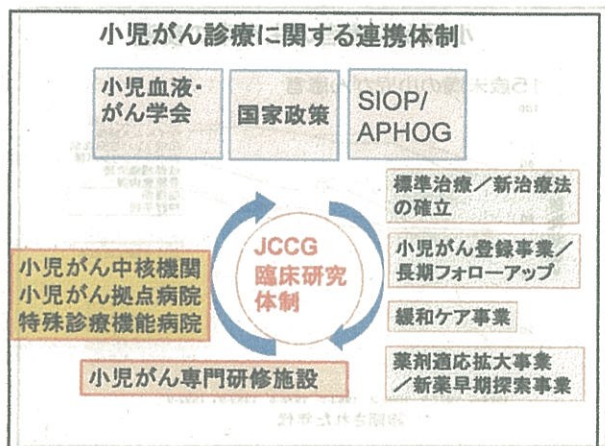 小児がん診療に関する連携体制
小児血液・
がん学会
国家政策
SIOP/
APHOG
標準治療／新治療法
の確立
小児がん登録事業／
長期フォローアップ
緩和ケア事業
薬剤適応拡大事業
／新薬早期探索事業
JCCG
臨床研究
体制
小児がん中核機関
小児がん拠点病院
特殊診療機能病院
小児がん専門研修施設